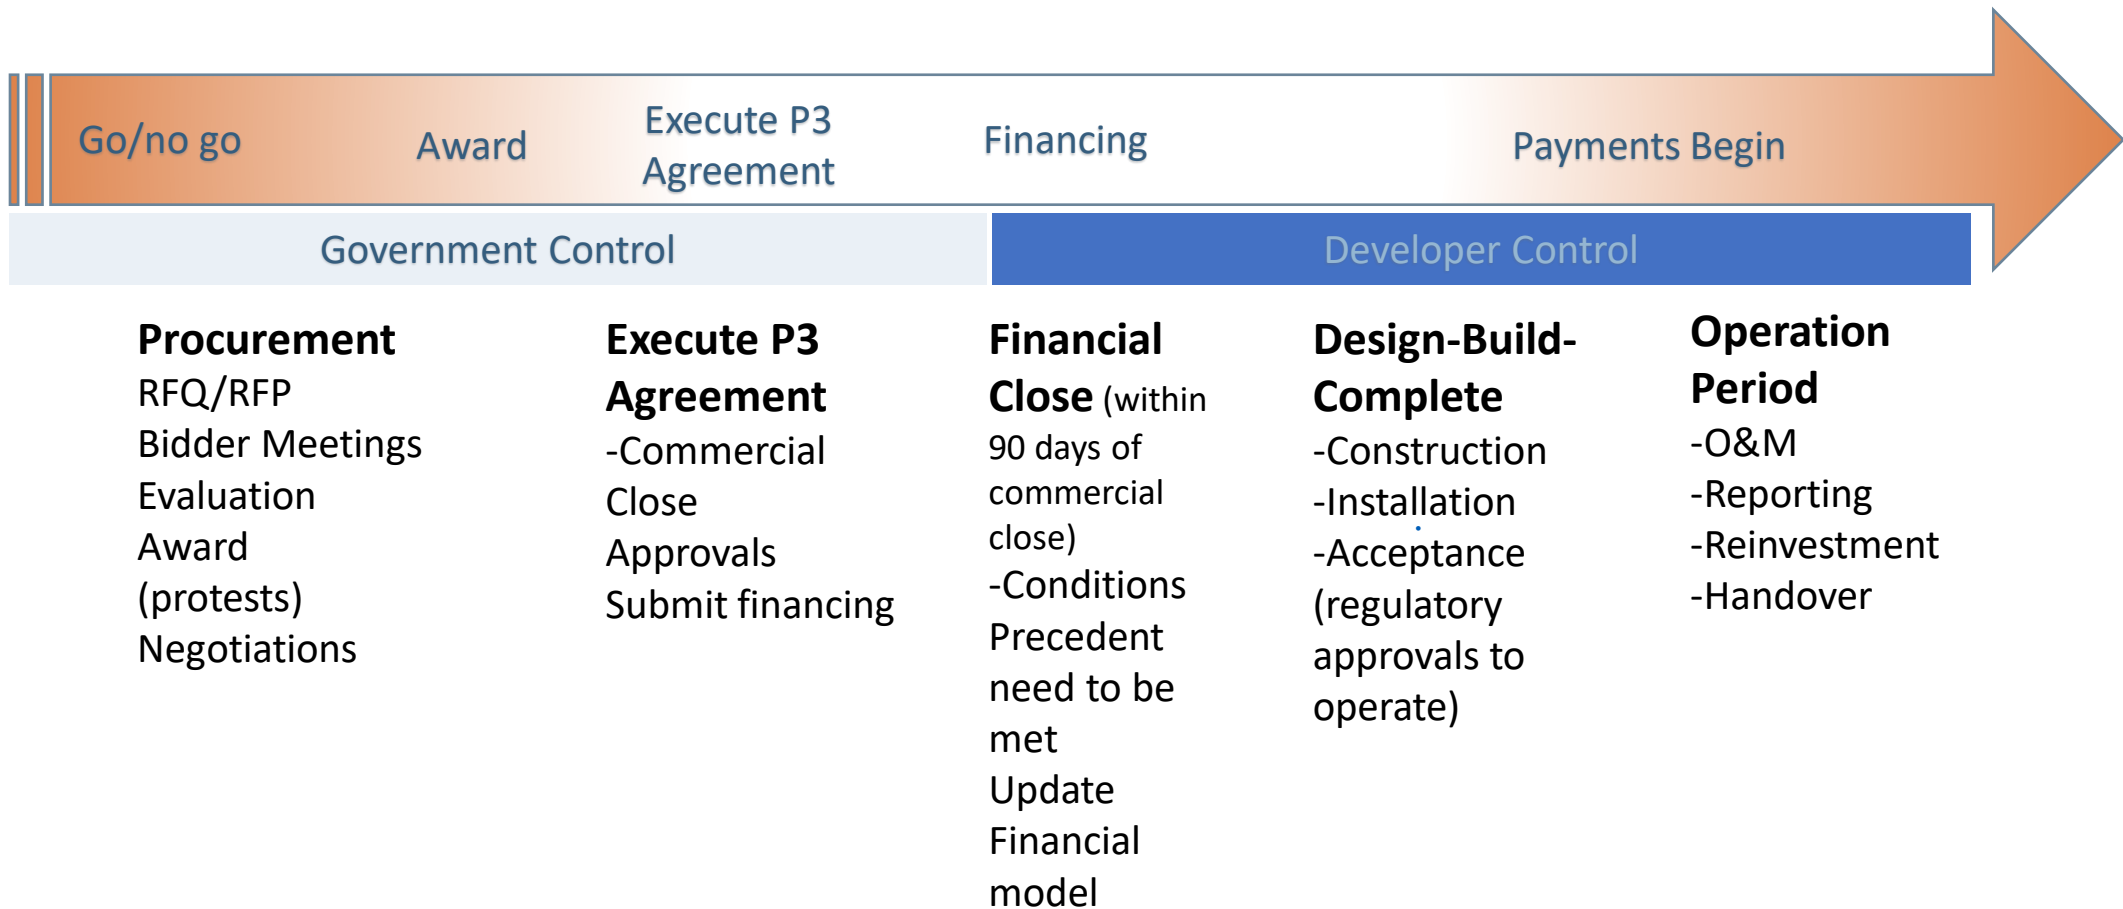 Go/no go
Award
Execute P3
Agreement
Financing
Payments Begin
Government Control
Developer Control
Procurement
RFQ/RFP
Bidder Meetings
Evaluation
Award
(protests)
Negotiations
Execute P3
Agreement
-Commercial
Close
Approvals
Submit financing
Financial
Close (within
90 days of
commercial
close)
-Conditions
Precedent
need to be
met
Update
Financial
model
Design-Build-
Complete
-Construction
-Installation
-Acceptance
(regulatory
approvals to
operate)
Operation
Period
-O&M
-Reporting
-Reinvestment
-Handover